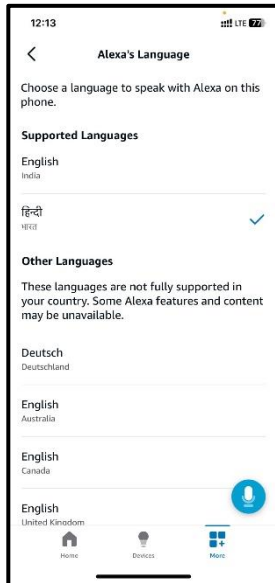 12:13
LTE 77
Alexa's Language
Choose a language to speak with Alexa on this
phone.
Supported Languages
English
India
हिन्दी
भारत
Other Languages
These languages are not fully supported in
your country. Some Alexa features and content
may be unavailable.
Deutsch
Deutschland
English
Australia
English
Canada
English
United Kingdom
Home
Devices
More